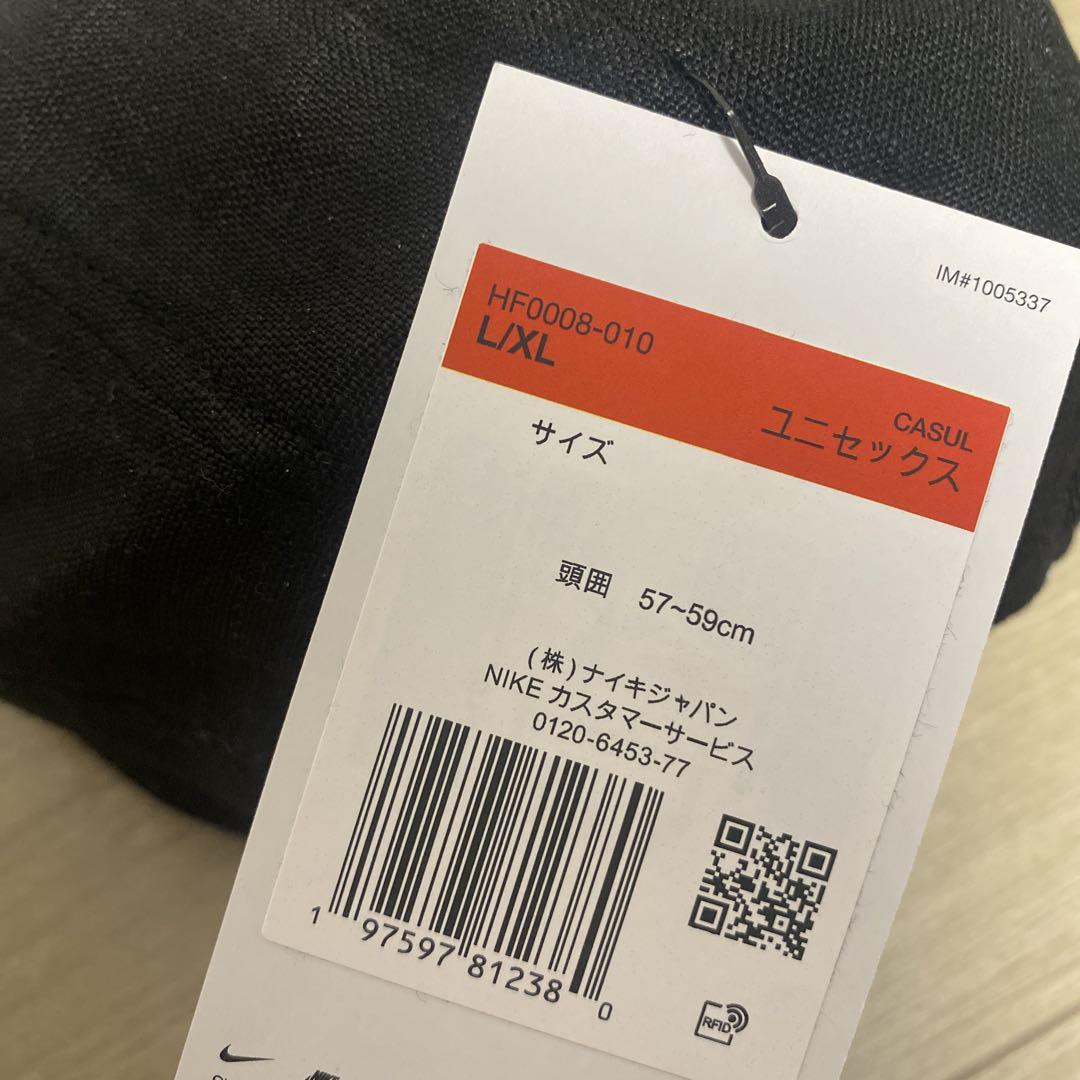 IM#1005337
HF0008-010
L/XL
CASUL
ユニセックス
サイズ
頭囲 57~59cm
(株)ナイキジャパン
NIKE カスタマーサービス
0120-6453-77
1 97597 81238 0
RFID